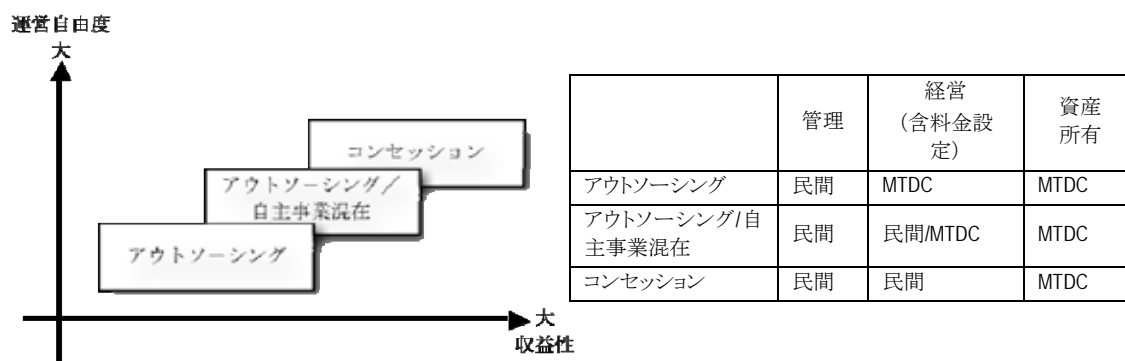 運営自由度
大
コンセッション
アウトソーシング／
自主事業混在
アウトソーシング
大
収益性
管理
経営
（含料金設
定）
資産
所有
アウトソーシング
民間
MTDC
MTDC
アウトソーシング/自
主事業混在
民間
民間/MTDC
MTDC
コンセッション
民間
民間
MTDC